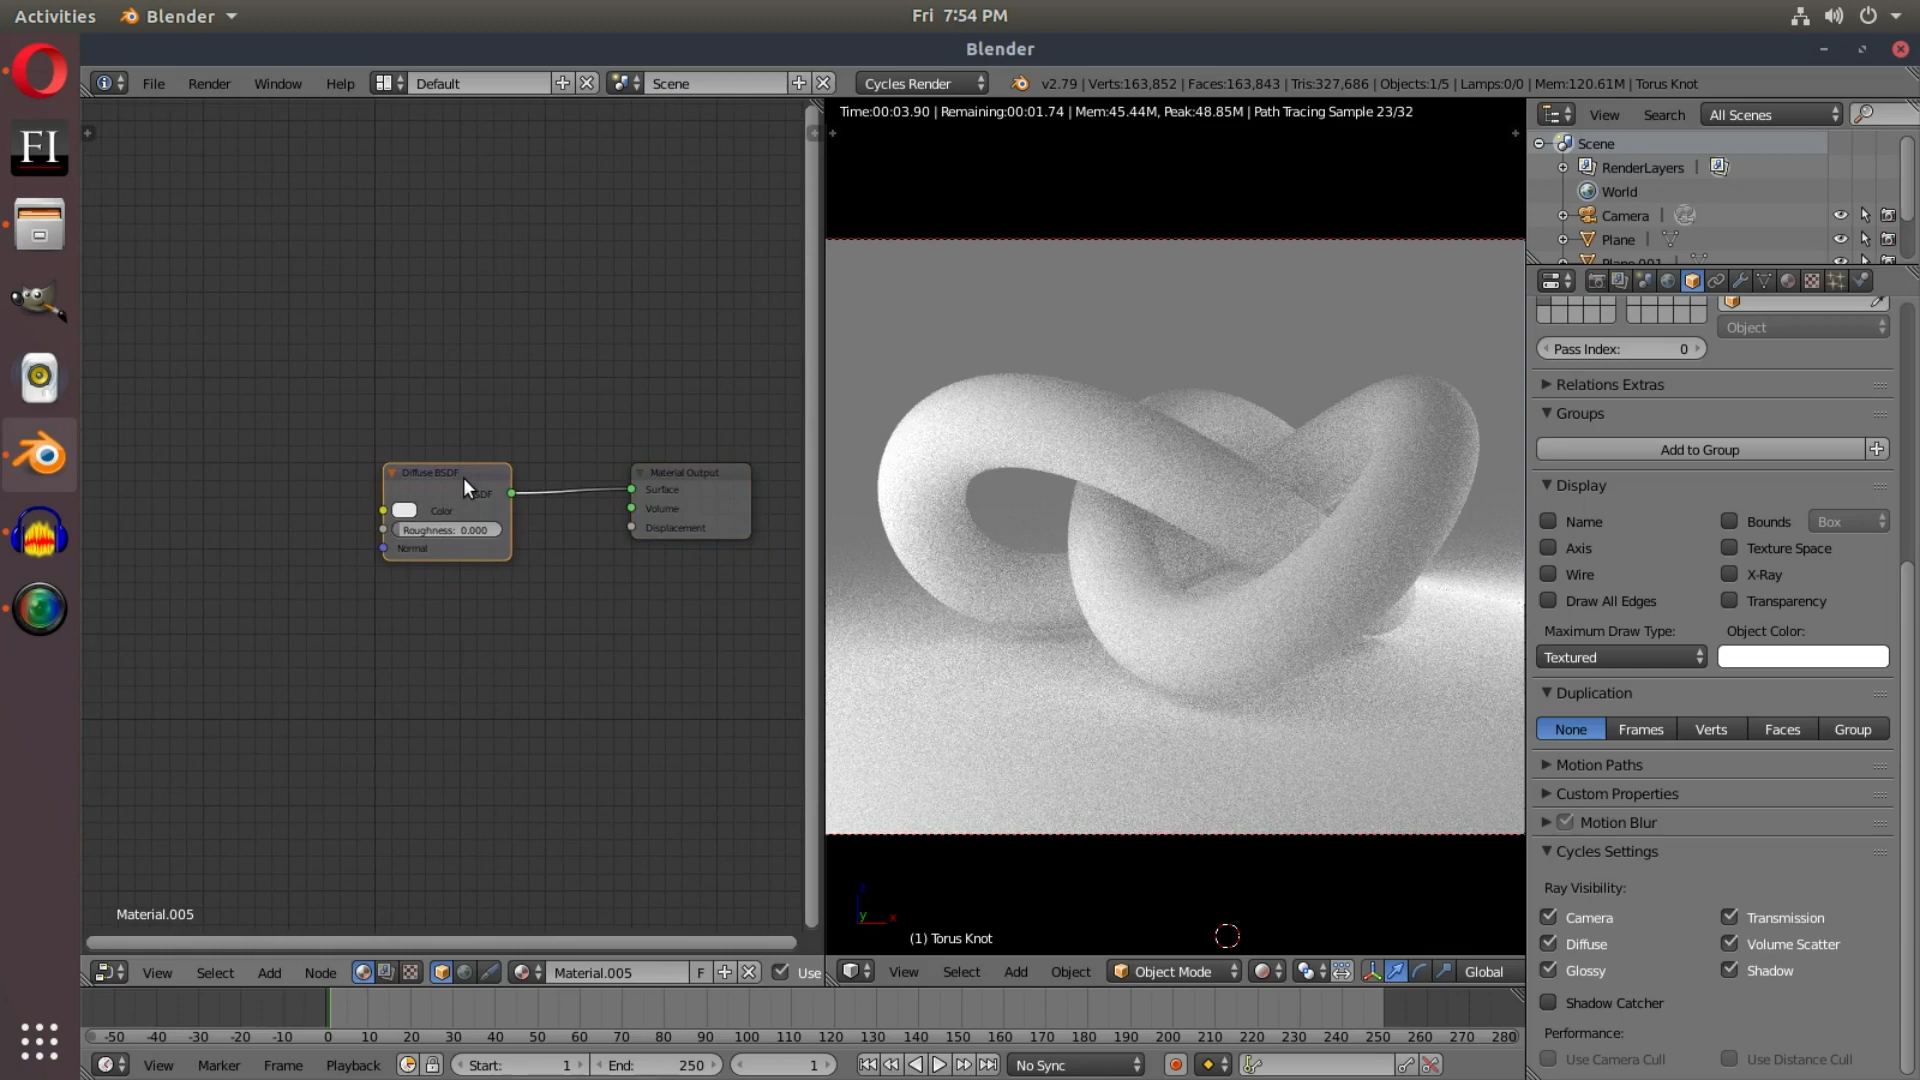 Activities Blender Fri 7:54 PM
Blender
File Render Window Help Default Scene Cycles Render v2.79 | Verts:163,852 | Faces:163,843 | Tris:327,686 | Objects:1/5 | Lamps:0/0 | Mem:120.61M | Torus Knot
Time:00:03.90 | Remaining:00:01.74 | Mem:45.44M, Peak:48.85M | Path Tracing Sample 23/32
View Search All Scenes
Scene
RenderLayers |
World
Camera |
Plane |
FI
Object
Pass Index: 0
Relations Extras
Groups
Add to Group
Display
Name Bounds Box
Axis Texture Space
Wire X-Ray
Draw All Edges Transparency
Maximum Draw Type: Object Color:
Textured
Duplication
None Frames Verts Faces Group
Motion Paths
Custom Properties
Motion Blur
Cycles Settings
Ray Visibility:
Camera Transmission
Diffuse Volume Scatter
Glossy Shadow
Shadow Catcher
Performance:
Use Camera Cull Use Distance Cull
Diffuse BSDF
SDF
Color
Roughness: 0.000
Normal
Material Output
Surface
Volume
Displacement
Material.005
z
y x
(1) Torus Knot
View Select Add Node Material.005 F Use
View Select Add Object Object Mode Global
-50 -40 -30 -20 -10 0 10 20 30 40 50 60 70 80 90 100 110 120 130 140 150 160 170 180 190 200 210 220 230 240 250 260 270 280
View Marker Frame Playback Start: 1 End: 250 1 No Sync